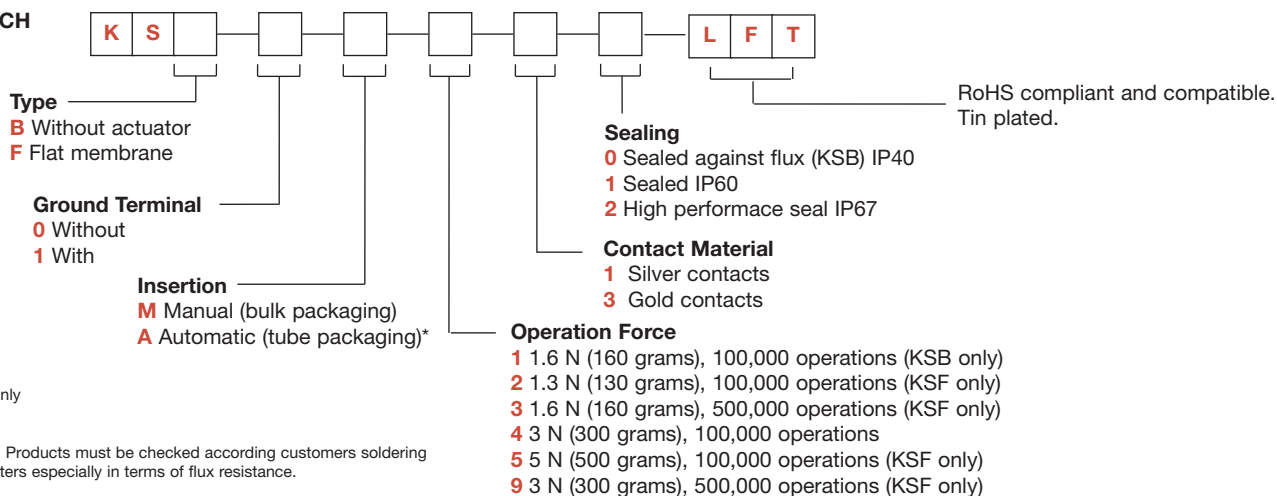 CH
K S L F T
RoHS compliant and compatible.
Tin plated.
Type
B Without actuator
F Flat membrane
Sealing
0 Sealed against flux (KSB) IP40
1 Sealed IP60
2 High performace seal IP67
Ground Terminal
0 Without
1 With
Contact Material
1 Silver contacts
3 Gold contacts
Insertion
M Manual (bulk packaging)
A Automatic (tube packaging)*
Operation Force
1 1.6 N (160 grams), 100,000 operations (KSB only)
2 1.3 N (130 grams), 100,000 operations (KSF only)
3 1.6 N (160 grams), 500,000 operations (KSF only)
4 3 N (300 grams), 100,000 operations
5 5 N (500 grams), 100,000 operations (KSF only)
9 3 N (300 grams), 500,000 operations (KSF only)
nly
Products must be checked according customers soldering
ters especially in terms of flux resistance.